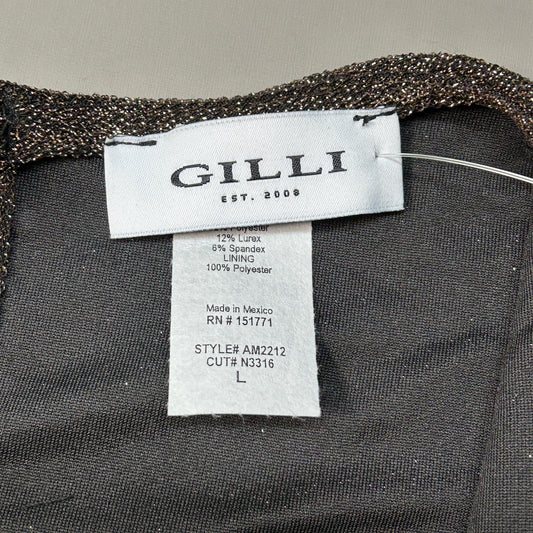 GILLI
EST. 2008
Polyester
12% Lurex
6% Spandex
LINING
100% Polyester
Made in Mexico
RN # 151771
STYLE# AM2212
CUT# N3316
L